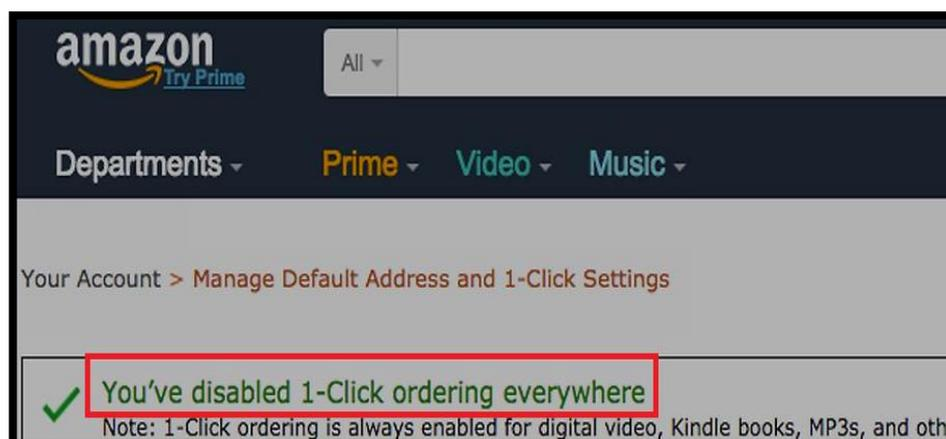 amazon
Try Prime
All
Departments Prime Video Music
Your Account > Manage Default Address and 1-Click Settings
You've disabled 1-Click ordering everywhere
Note: 1-Click ordering is always enabled for digital video, Kindle books, MP3s, and